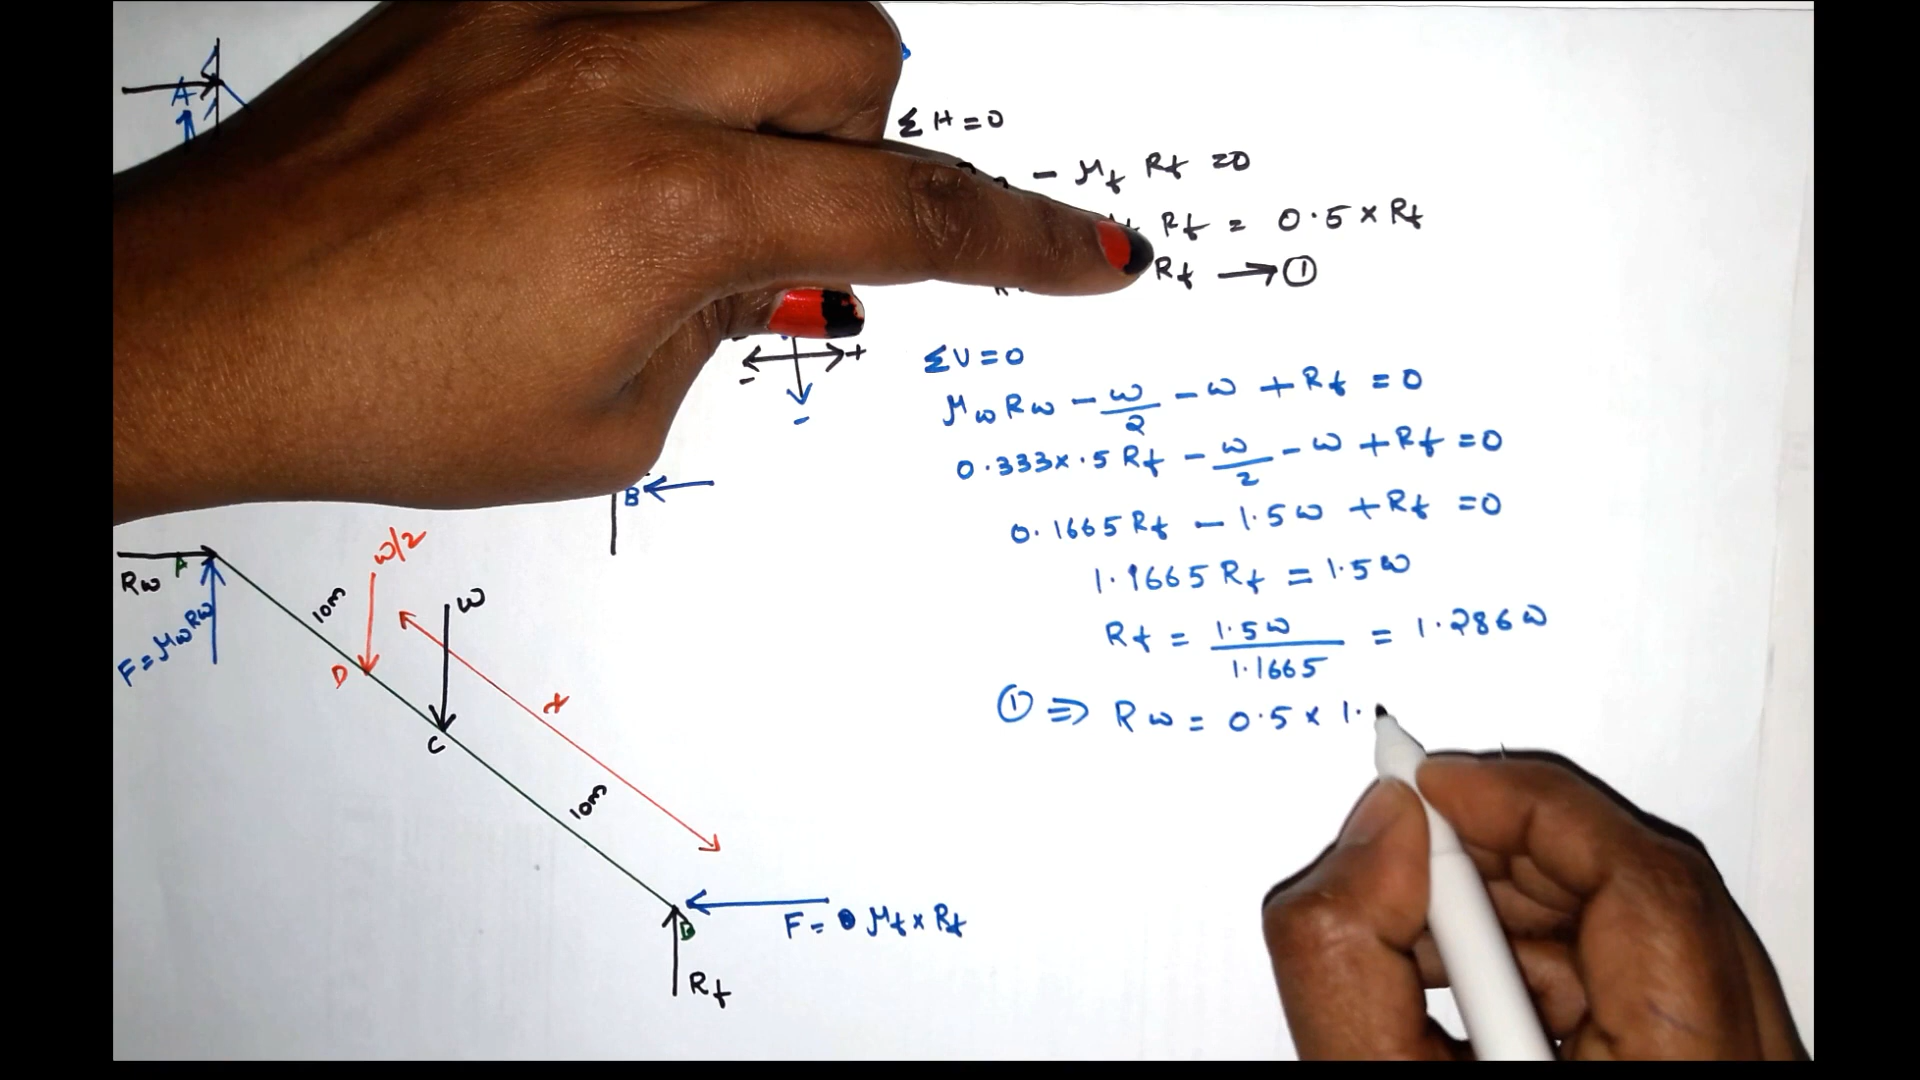 A
ΣH=0
- μf Rf =0
Rf = 0.5 × Rf
Rf → ①
+
-
-
ΣV=0
μw Rw - w/2 - w + Rf = 0
0.333×.5 Rf - w/2 - w + Rf = 0
0.1665 Rf - 1.5w + Rf = 0
1.1665 Rf = 1.5w
Rf = 1.5w/1.1665 = 1.286w
① ⇒ Rw = 0.5 × 1.
B
w/2
A
Rw
10m
w
F = μw Rw
D
x
C
10m
F = μf × Rf
B
Rf